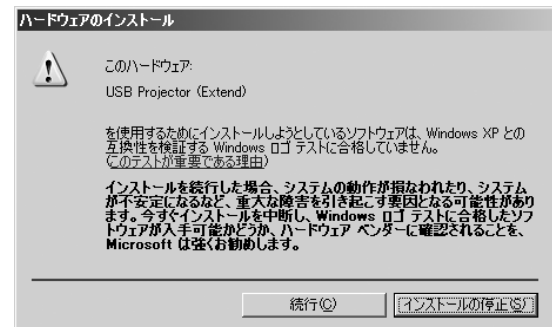 ハードウェアのインストール
このハードウェア:
USB Projector (Extend)
を使用するためにインストールしようとしているソフトウェアは、Windows XP との
互換性を検証する Windows ロゴ テストに合格していません。
(このテストが重要である理由)
インストールを続行した場合、システムの動作が損なわれたり、システム
が不安定になるなど、重大な障害を引き起こす要因となる可能性があり
ます。今すぐインストールを中断し、Windows ロゴ テストに合格したソフ
トウェアが入手可能かどうか、ハードウェア ベンダーに確認されることを、
Microsoft は強くお勧めします。
続行(C)
インストールの停止(S)